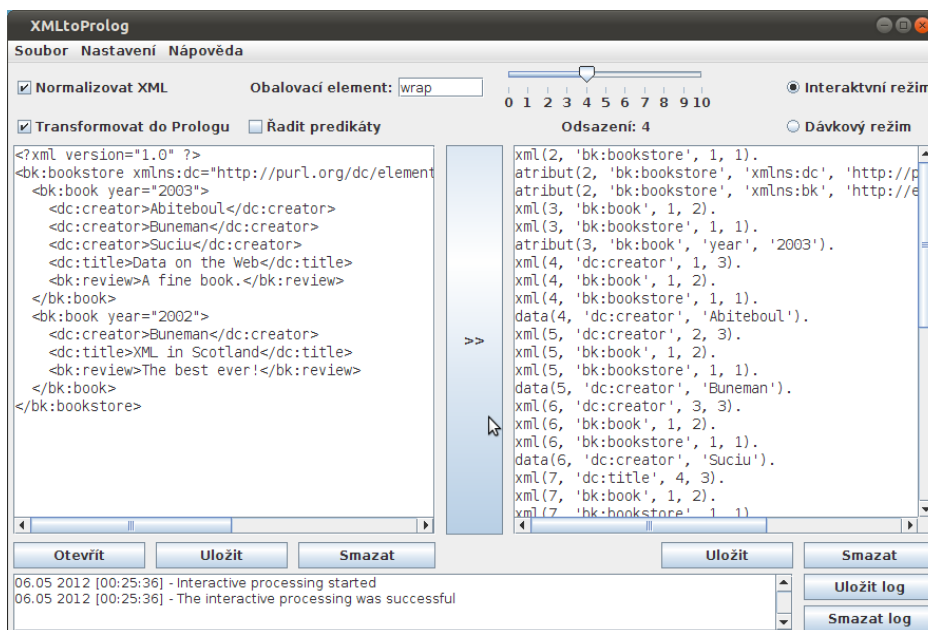 XMLtoProlog
Soubor Nastavení Nápověda
Normalizovat XML
Obalovací element: wrap
0 1 2 3 4 5 6 7 8 9 10
Interaktvní režim
Transformovat do Prologu
Řadit predikáty
Odsazení: 4
Dávkový režim
<?xml version="1.0" ?>
<bk:bookstore xmlns:dc="http://purl.org/dc/element
<bk:book year="2003">
<dc:creator>Abiteboul</dc:creator>
<dc:creator>Buneman</dc:creator>
<dc:creator>Suciu</dc:creator>
<dc:title>Data on the Web</dc:title>
<bk:review>A fine book.</bk:review>
</bk:book>
<bk:book year="2002">
<dc:creator>Buneman</dc:creator>
<dc:title>XML in Scotland</dc:title>
<bk:review>The best ever!</bk:review>
</bk:book>
</bk:bookstore>
>>
xml(2, 'bk:bookstore', 1, 1).
atribut(2, 'bk:bookstore', 'xmlns:dc', 'http://p
atribut(2, 'bk:bookstore', 'xmlns:bk', 'http://e
xml(3, 'bk:book', 1, 2).
xml(3, 'bk:bookstore', 1, 1).
atribut(3, 'bk:book', 'year', '2003').
xml(4, 'dc:creator', 1, 3).
xml(4, 'bk:book', 1, 2).
xml(4, 'bk:bookstore', 1, 1).
data(4, 'dc:creator', 'Abiteboul').
xml(5, 'dc:creator', 2, 3).
xml(5, 'bk:book', 1, 2).
xml(5, 'bk:bookstore', 1, 1).
data(5, 'dc:creator', 'Buneman').
xml(6, 'dc:creator', 3, 3).
xml(6, 'bk:book', 1, 2).
xml(6, 'bk:bookstore', 1, 1).
data(6, 'dc:creator', 'Suciu').
xml(7, 'dc:title', 4, 3).
xml(7, 'bk:book', 1, 2).
xml(7, 'bk:bookstore', 1, 1)
Otevřít
Uložit
Smazat
Uložit
Smazat
06.05 2012 [00:25:36] - Interactive processing started
06.05 2012 [00:25:36] - The interactive processing was successful
Uložit log
Smazat log